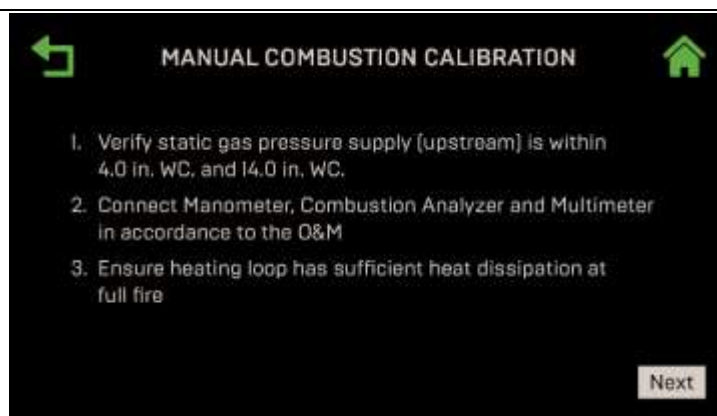 MANUAL COMBUSTION CALIBRATION
1. Verify static gas pressure supply (upstream) is within
4.0 in. WC. and 14.0 in. WC.
2. Connect Manometer, Combustion Analyzer and Multimeter
in accordance to the O&M
3. Ensure heating loop has sufficient heat dissipation at
full fire
Next